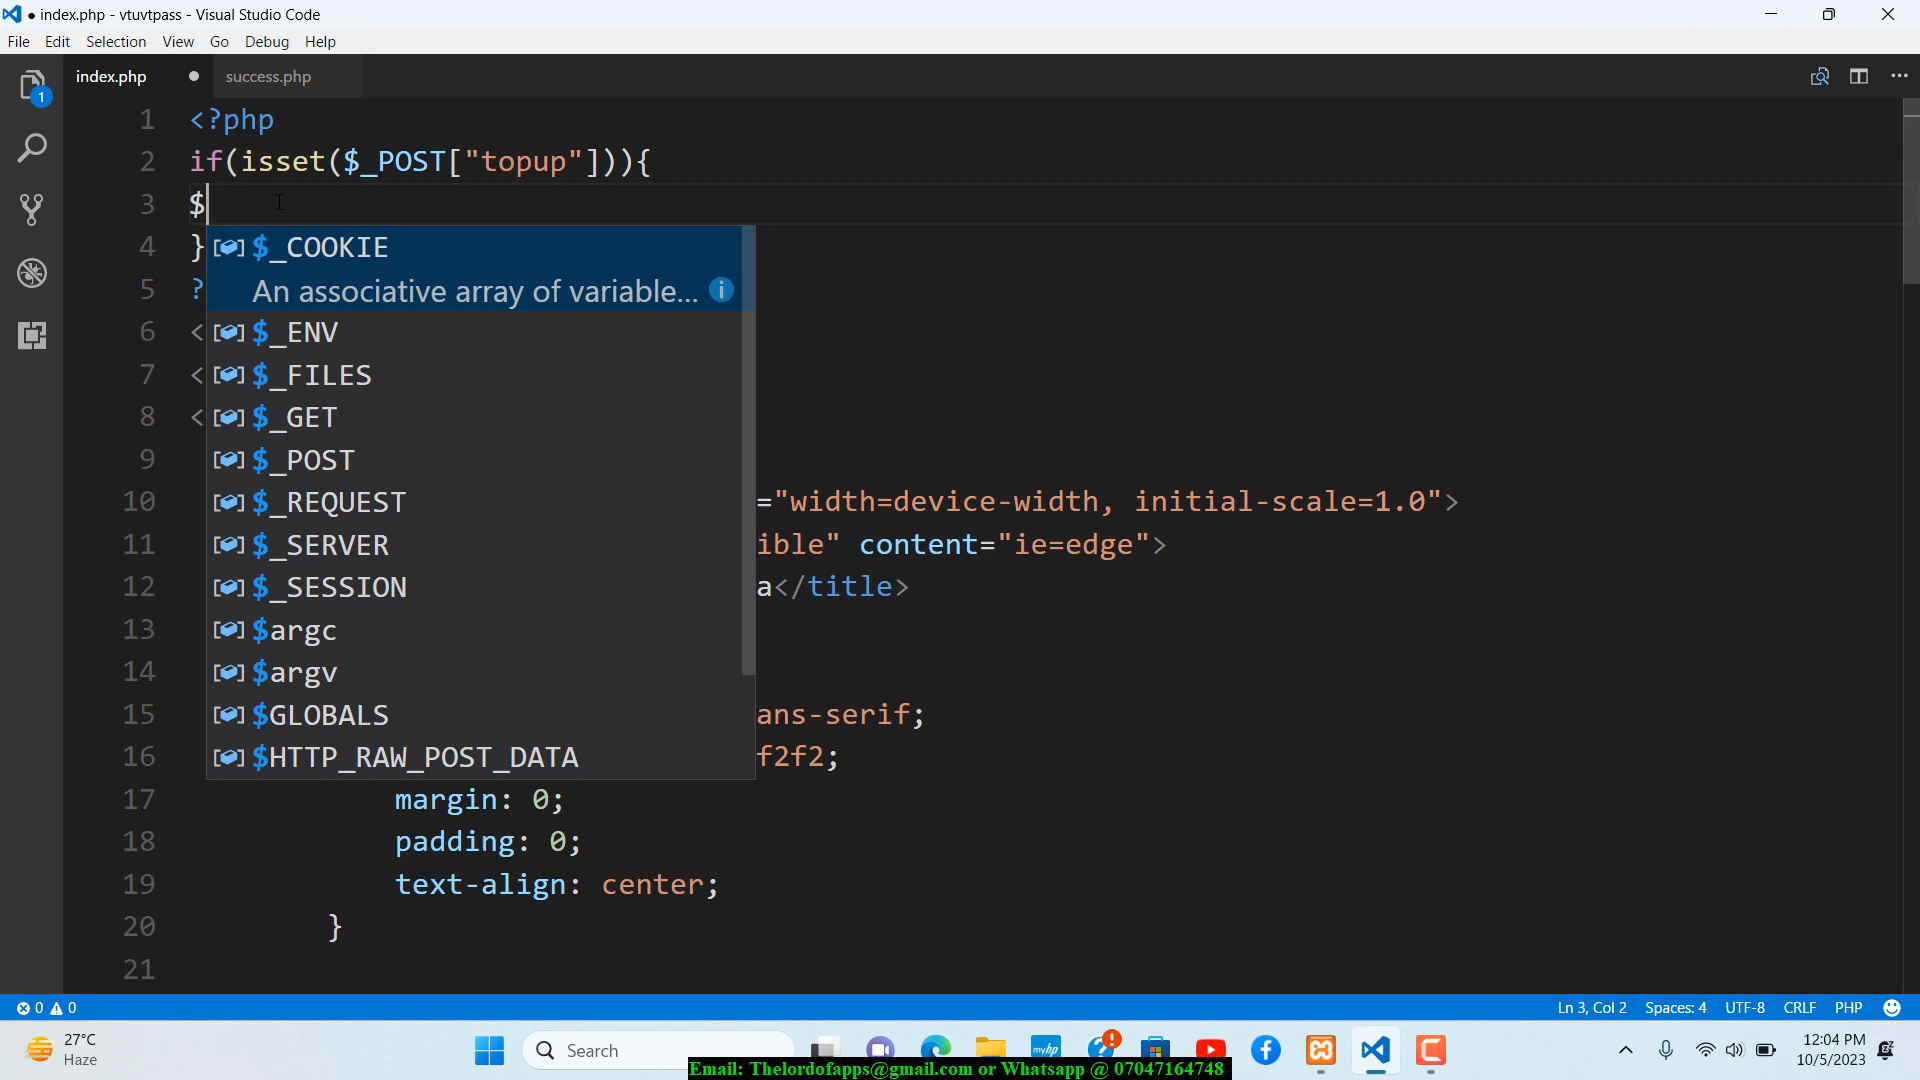 index.php - vtuvtpass - Visual Studio Code
File Edit Selection View Go Debug Help
index.php success.php
1
1 <?php
2 if(isset($_POST["topup"])){
3 $
4 }
5 ?
6 <
7 <
8 <
9
10 ="width=device-width, initial-scale=1.0">
11 ible" content="ie=edge">
12 a</title>
13
14
15 ans-serif;
16 f2f2;
17 margin: 0;
18 padding: 0;
19 text-align: center;
20 }
21
$_COOKIE
An associative array of variable...
$_ENV
$_FILES
$_GET
$_POST
$_REQUEST
$_SERVER
$_SESSION
$argc
$argv
$GLOBALS
$HTTP_RAW_POST_DATA
0 0 Ln 3, Col 2 Spaces: 4 UTF-8 CRLF PHP
27°C
Haze
Search
myhp
12:04 PM
10/5/2023
Email: Thelordofapps@gmail.com or Whatsapp @ 07047164748